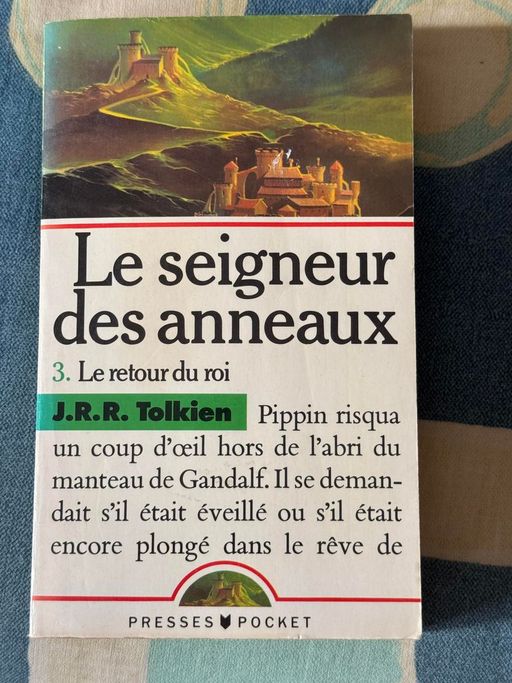 Le seigneur
des anneaux
3. Le retour du roi
J.R.R. Tolkien Pippin risqua
un coup d'œil hors de l'abri du
manteau de Gandalf. Il se deman-
dait s'il était éveillé ou s'il était
encore plongé dans le rêve de
PRESSES POCKET